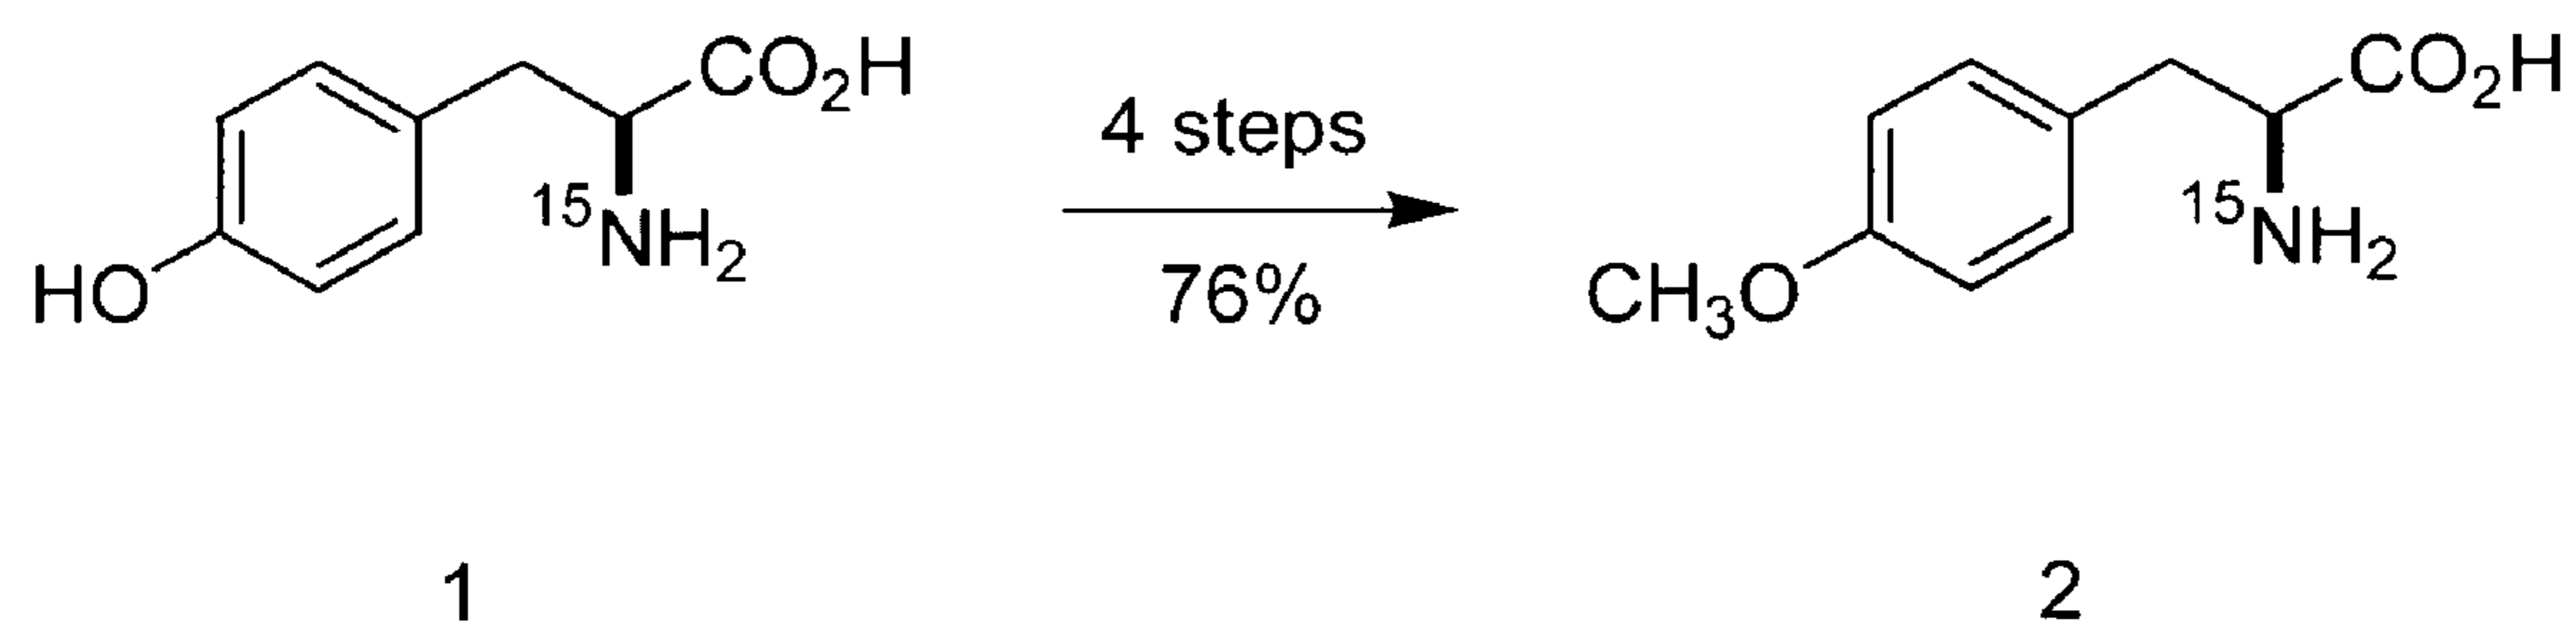 CO₂H
¹⁵NH₂
HO
1
4 steps
76%
CO₂H
¹⁵NH₂
CH₃O
2